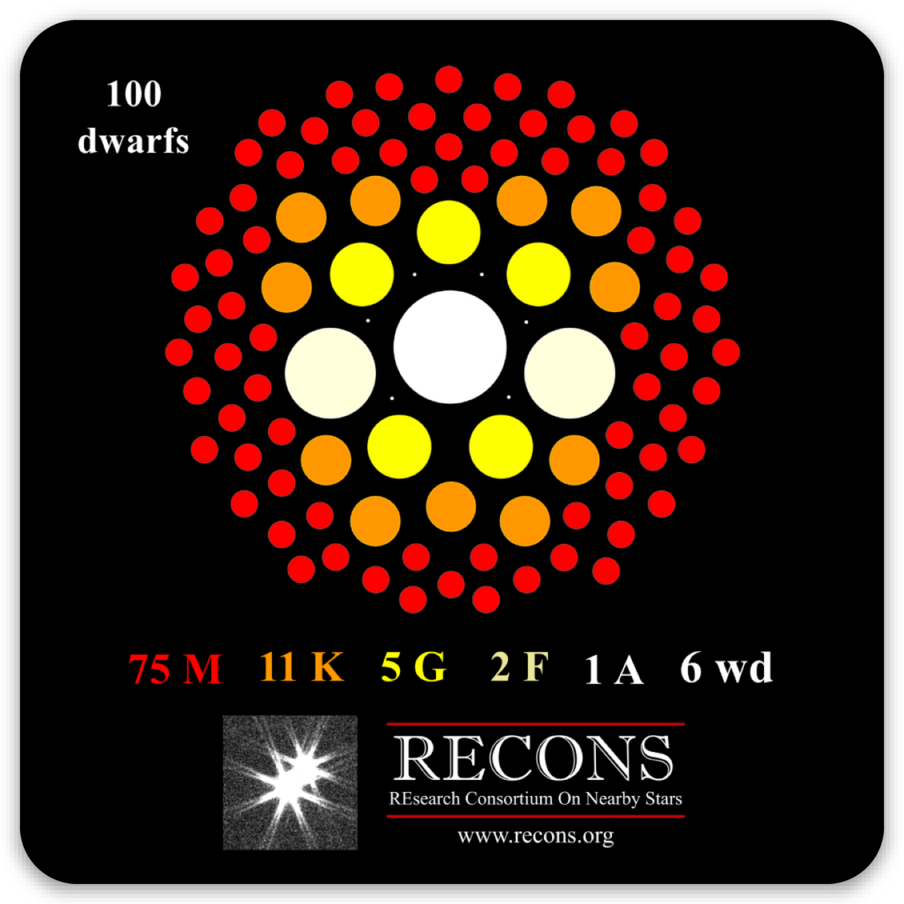 100
dwarfs
75 M 11 K 5 G 2 F 1 A 6 wd
RECONS
REsearch Consortium On Nearby Stars
www.recons.org